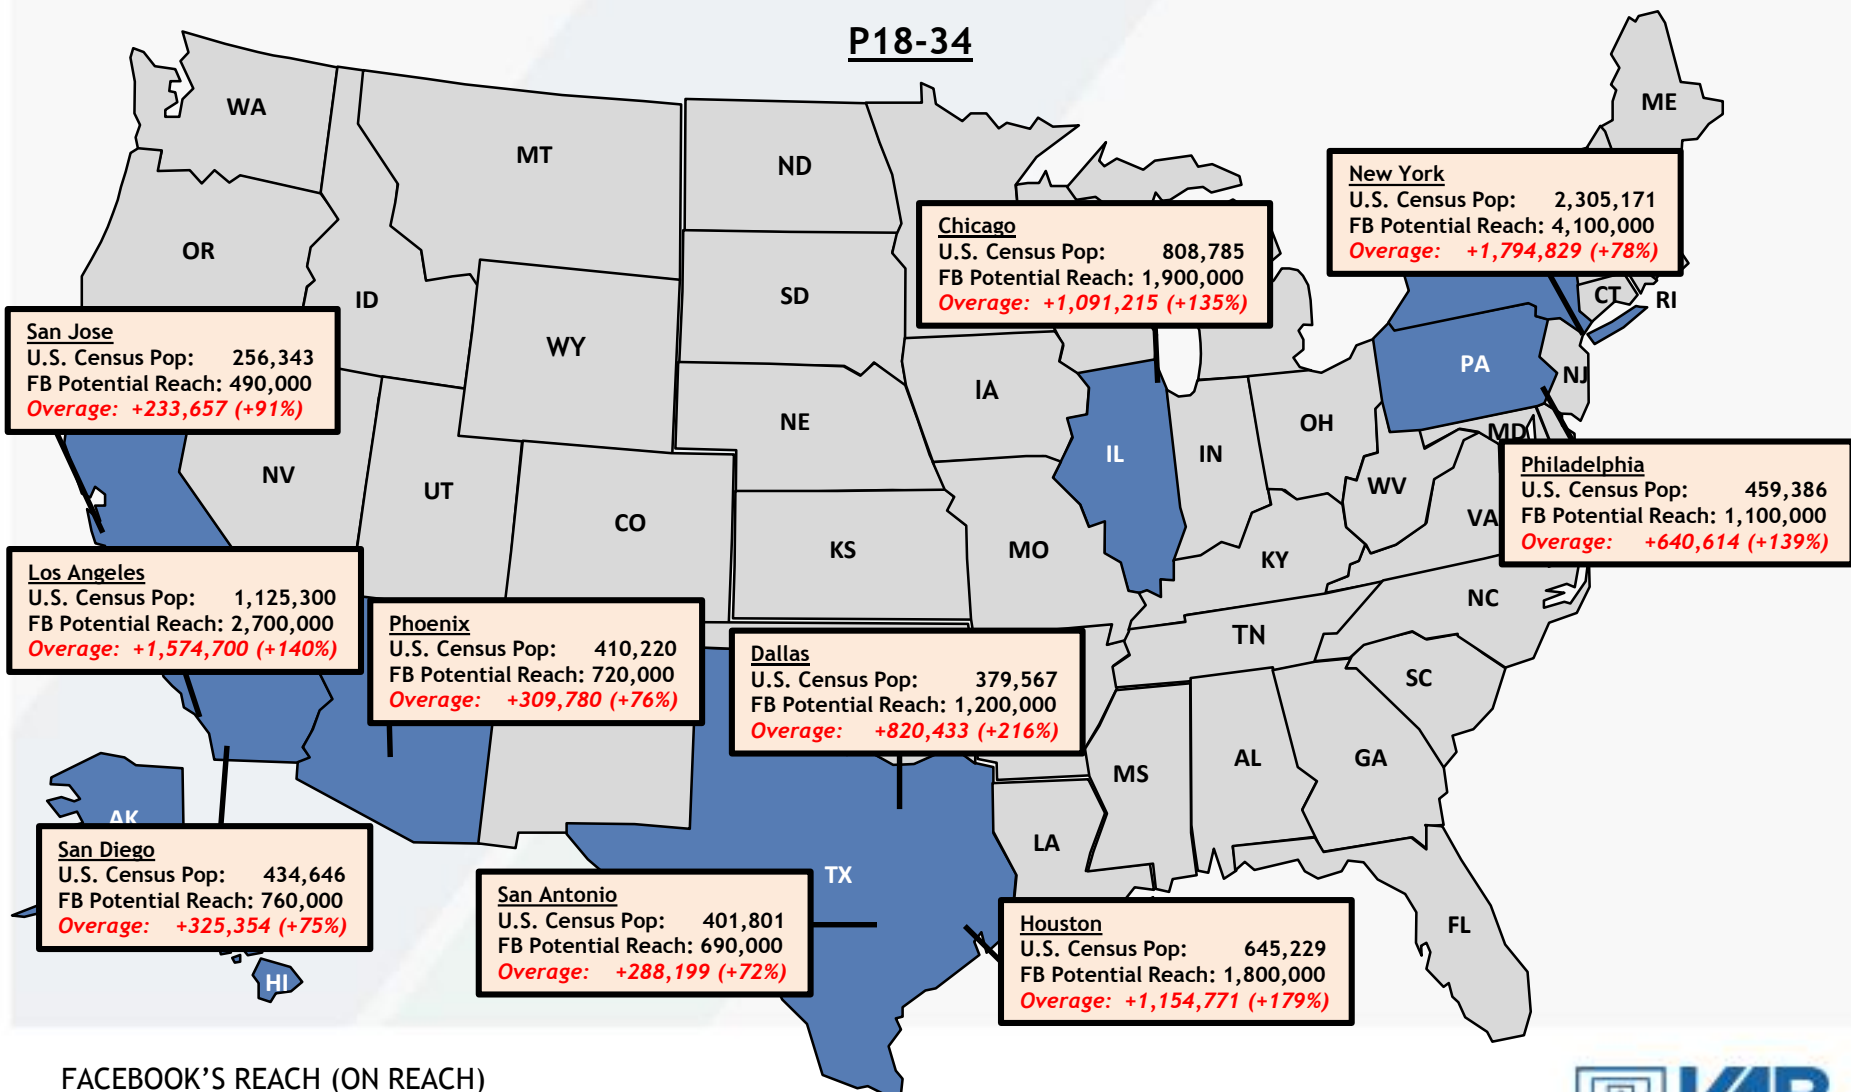 P18-34
WA
MT
ND
ME
OR
ID
SD
WY
New York
U.S. Census Pop: 2,305,171
FB Potential Reach: 4,100,000
Overage: +1,794,829 (+78%)
Chicago
U.S. Census Pop: 808,785
FB Potential Reach: 1,900,000
Overage: +1,091,215 (+135%)
CT
RI
San Jose
U.S. Census Pop: 256,343
FB Potential Reach: 490,000
Overage: +233,657 (+91%)
IA
NE
PA
NJ
OH
MD
NV
UT
CO
IL
IN
WV
VA
KS
MO
KY
Philadelphia
U.S. Census Pop: 459,386
FB Potential Reach: 1,100,000
Overage: +640,614 (+139%)
Los Angeles
U.S. Census Pop: 1,125,300
FB Potential Reach: 2,700,000
Overage: +1,574,700 (+140%)
Phoenix
U.S. Census Pop: 410,220
FB Potential Reach: 720,000
Overage: +309,780 (+76%)
Dallas
U.S. Census Pop: 379,567
FB Potential Reach: 1,200,000
Overage: +820,433 (+216%)
NC
TN
SC
MS
AL
GA
AK
LA
TX
FL
San Diego
U.S. Census Pop: 434,646
FB Potential Reach: 760,000
Overage: +325,354 (+75%)
San Antonio
U.S. Census Pop: 401,801
FB Potential Reach: 690,000
Overage: +288,199 (+72%)
Houston
U.S. Census Pop: 645,229
FB Potential Reach: 1,800,000
Overage: +1,154,771 (+179%)
HI
FACEBOOK'S REACH (ON REACH)
VAB